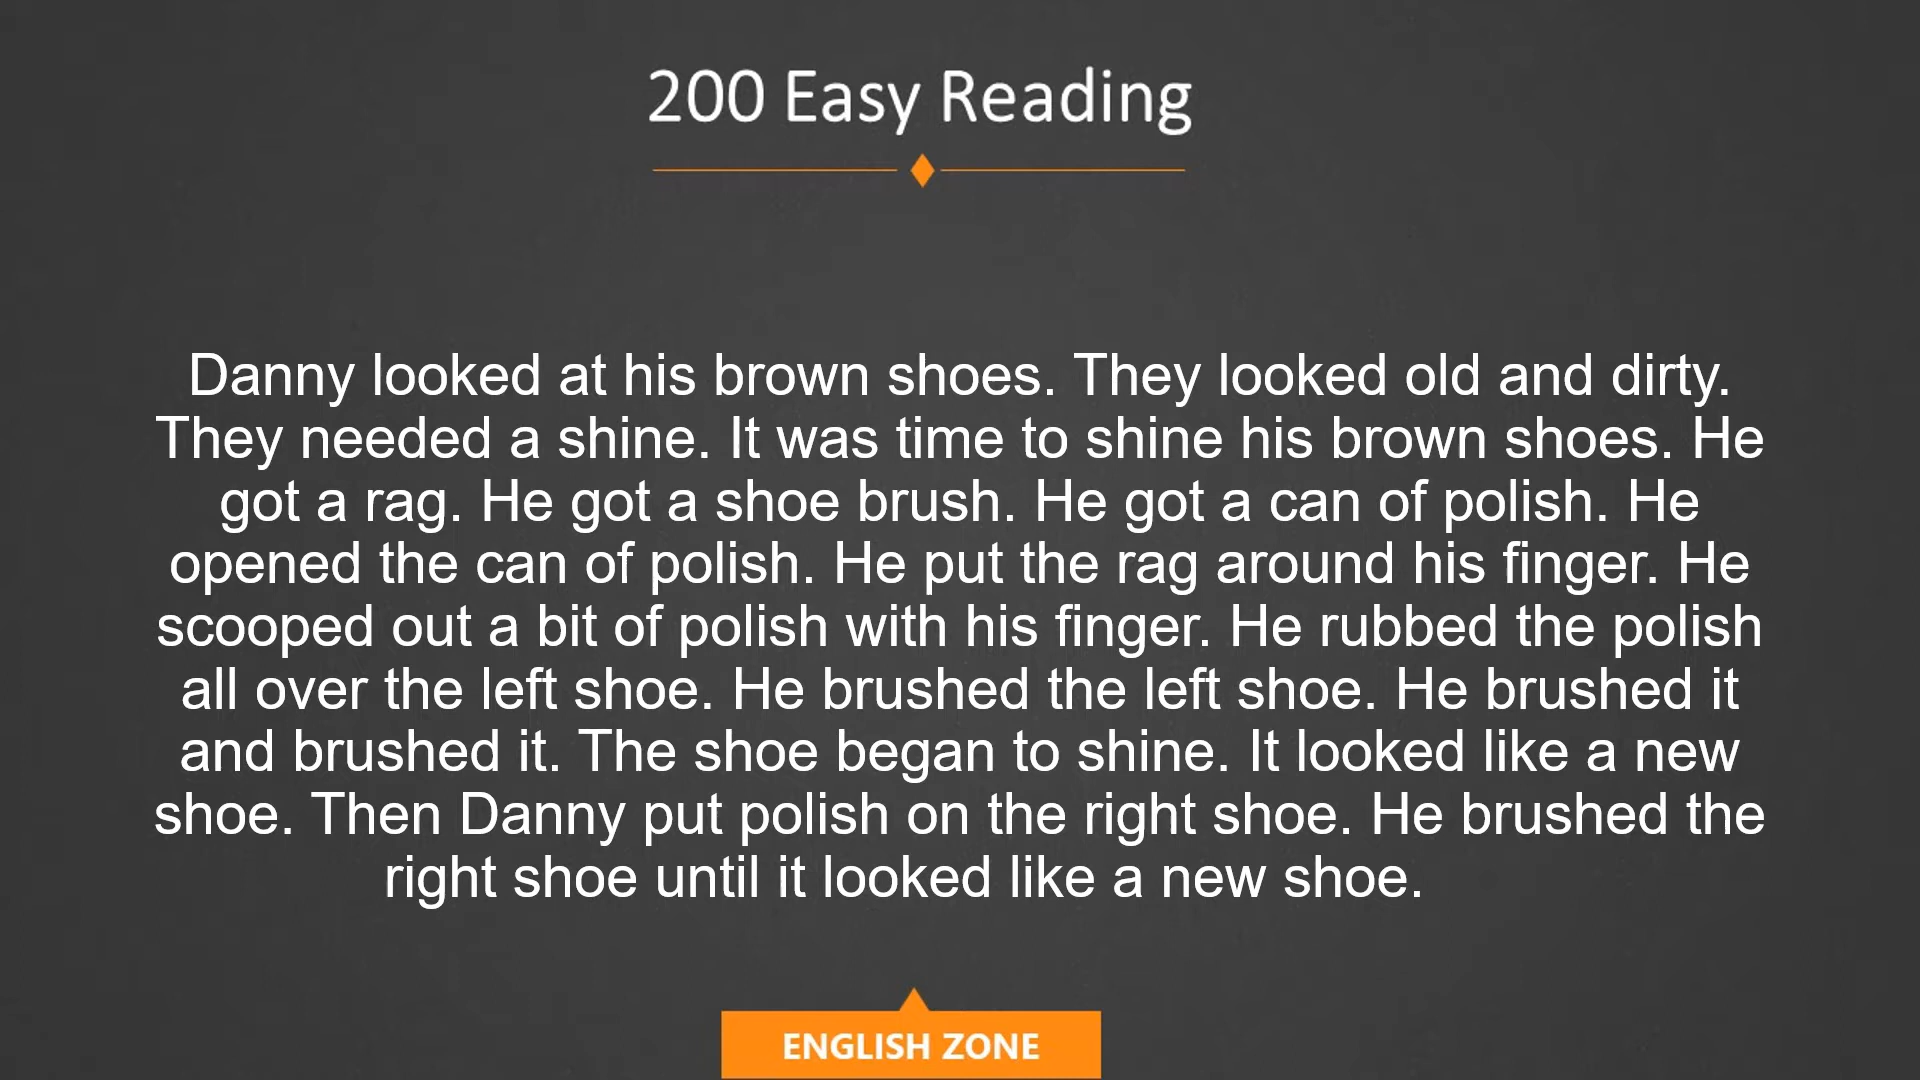 200 Easy Reading
Danny looked at his brown shoes. They looked old and dirty.
They needed a shine. It was time to shine his brown shoes. He
got a rag. He got a shoe brush. He got a can of polish. He
opened the can of polish. He put the rag around his finger. He
scooped out a bit of polish with his finger. He rubbed the polish
all over the left shoe. He brushed the left shoe. He brushed it
and brushed it. The shoe began to shine. It looked like a new
shoe. Then Danny put polish on the right shoe. He brushed the
right shoe until it looked like a new shoe.
ENGLISH ZONE